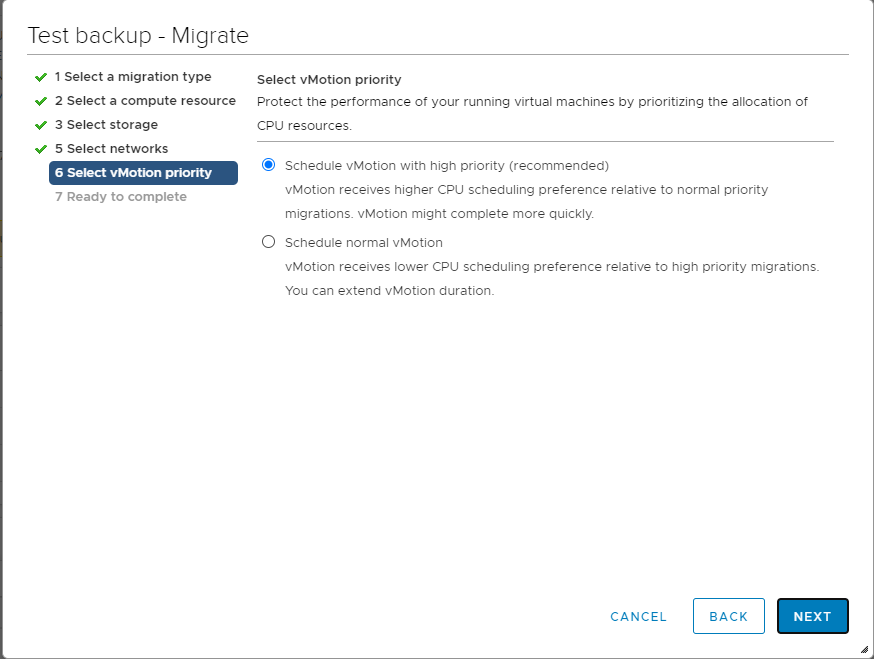 Test backup - Migrate
1 Select a migration type
2 Select a compute resource
3 Select storage
5 Select networks
6 Select vMotion priority
7 Ready to complete
Select vMotion priority
Protect the performance of your running virtual machines by prioritizing the allocation of
CPU resources.
Schedule vMotion with high priority (recommended)
vMotion receives higher CPU scheduling preference relative to normal priority
migrations. vMotion might complete more quickly.
Schedule normal vMotion
vMotion receives lower CPU scheduling preference relative to high priority migrations.
You can extend vMotion duration.
CANCEL
BACK
NEXT